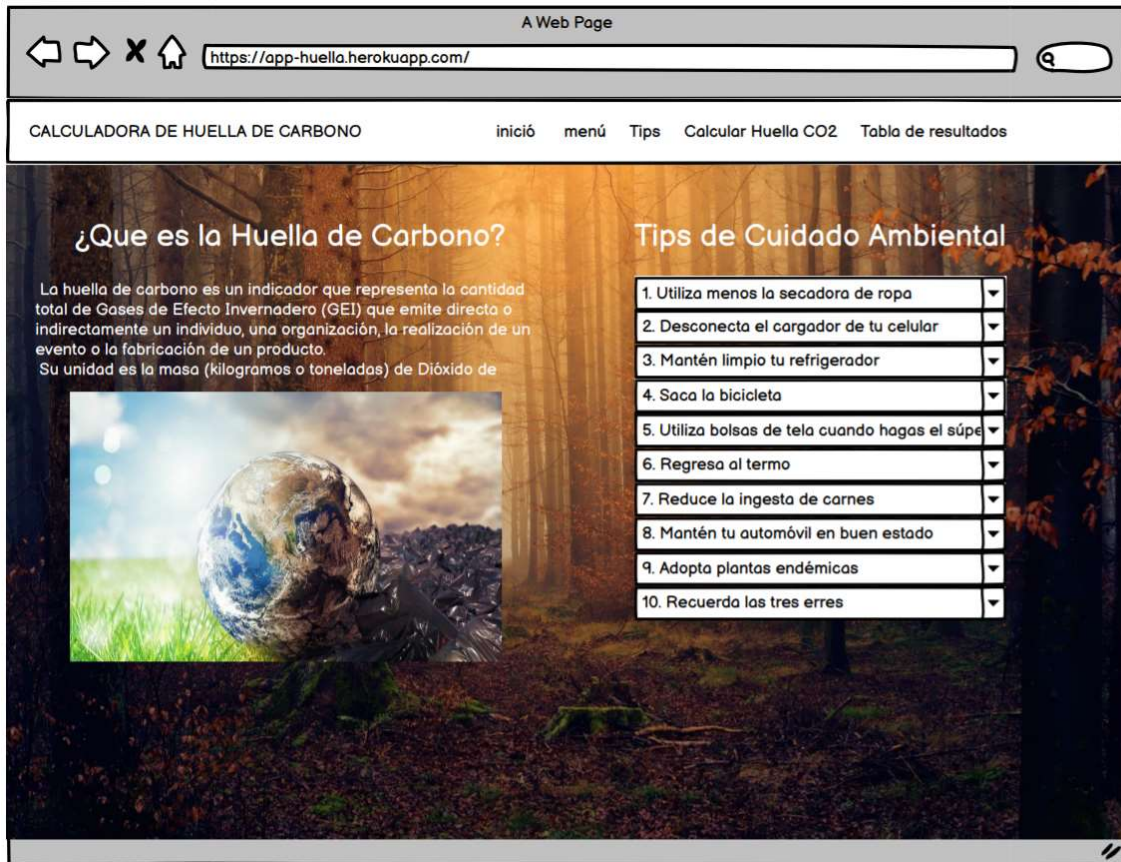 A Web Page
https://app-huella.herokuapp.com/
CALCULADORA DE HUELLA DE CARBONO
inició menú Tips Calcular Huella CO2 Tabla de resultados
¿Que es la Huella de Carbono?
La huella de carbono es un indicador que representa la cantidad
total de Gases de Efecto Invernadero (GEI) que emite directa o
indirectamente un individuo, una organización, la realización de un
evento o la fabricación de un producto.
Su unidad es la masa (kilogramos o toneladas) de Dióxido de
Tips de Cuidado Ambiental
1. Utiliza menos la secadora de ropa
2. Desconecta el cargador de tu celular
3. Mantén limpio tu refrigerador
4. Saca la bicicleta
5. Utiliza bolsas de tela cuando hagas el súpe
6. Regresa al termo
7. Reduce la ingesta de carnes
8. Mantén tu automóvil en buen estado
9. Adopta plantas endémicas
10. Recuerda las tres erres